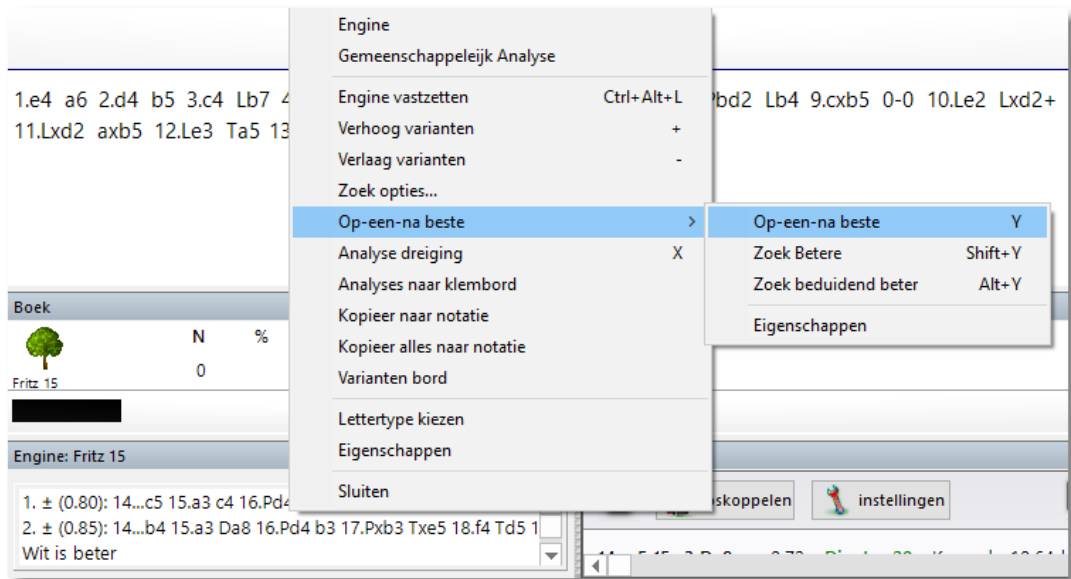 Engine
Gemeenschappeleijk Analyse
1.e4 a6 2.d4 b5 3.c4 Lb7 4
Engine vastzetten Ctrl+Alt+L
Pbd2 Lb4 9.cxb5 0-0 10.Le2 Lxd2+
11.Lxd2 axb5 12.Le3 Ta5 13
Verhoog varianten +
Verlaag varianten -
Zoek opties...
Op-een-na beste >
Analyse dreiging X
Analyses naar klembord
Kopieer naar notatie
Kopieer alles naar notatie
Varianten bord
Lettertype kiezen
Eigenschappen
Sluiten
Op-een-na beste Y
Zoek Betere Shift+Y
Zoek beduidend beter Alt+Y
Eigenschappen
Boek
N %
0
Fritz 15
Engine: Fritz 15
1. ± (0.80): 14...c5 15.a3 c4 16.Pd4
2. ± (0.85): 14...b4 15.a3 Da8 16.Pd4 b3 17.Pxb3 Txe5 18.f4 Td5 1
Wit is beter
skoppelen
instellingen